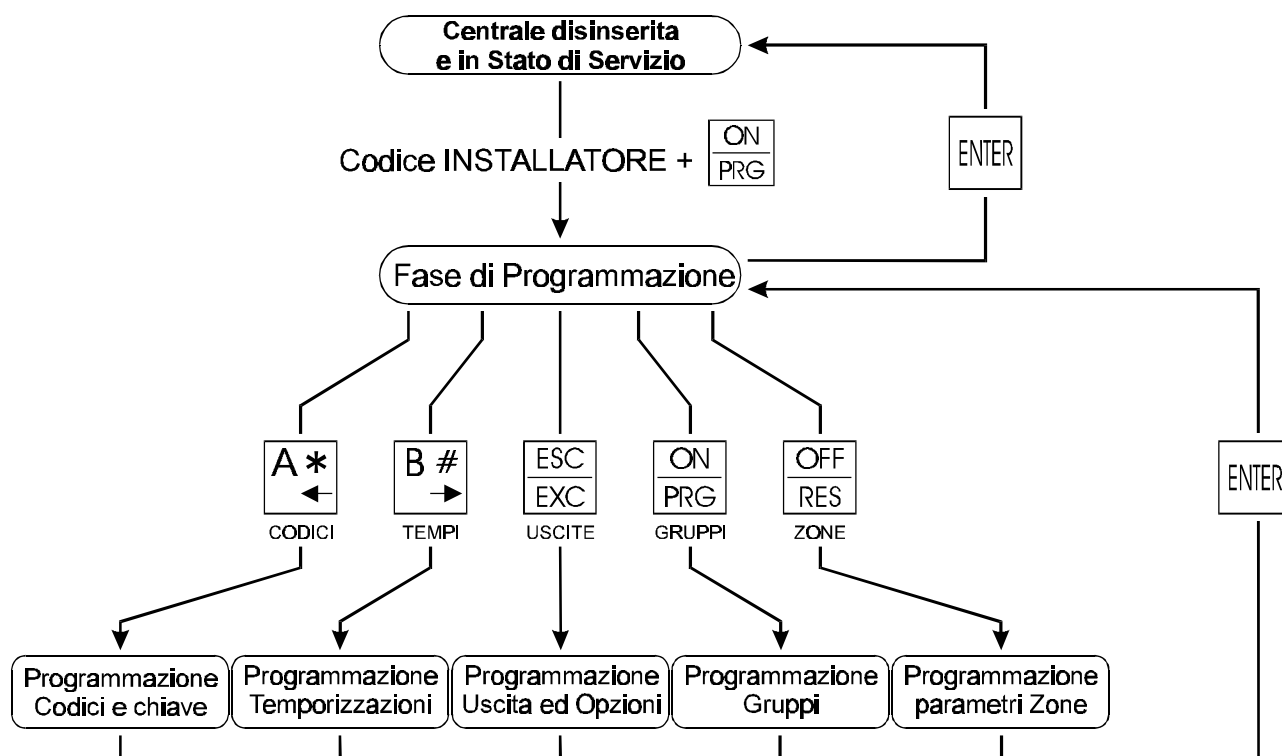 Centrale disinserita
e in Stato di Servizio
Codice INSTALLATORE +
ON
PRG
ENTER
Fase di Programmazione
A *
B #
ESC
EXC
ON
PRG
OFF
RES
ENTER
CODICI
TEMPI
USCITE
GRUPPI
ZONE
Programmazione
Codici e chiave
Programmazione
Temporizzazioni
Programmazione
Uscita ed Opzioni
Programmazione
Gruppi
Programmazione
parametri Zone